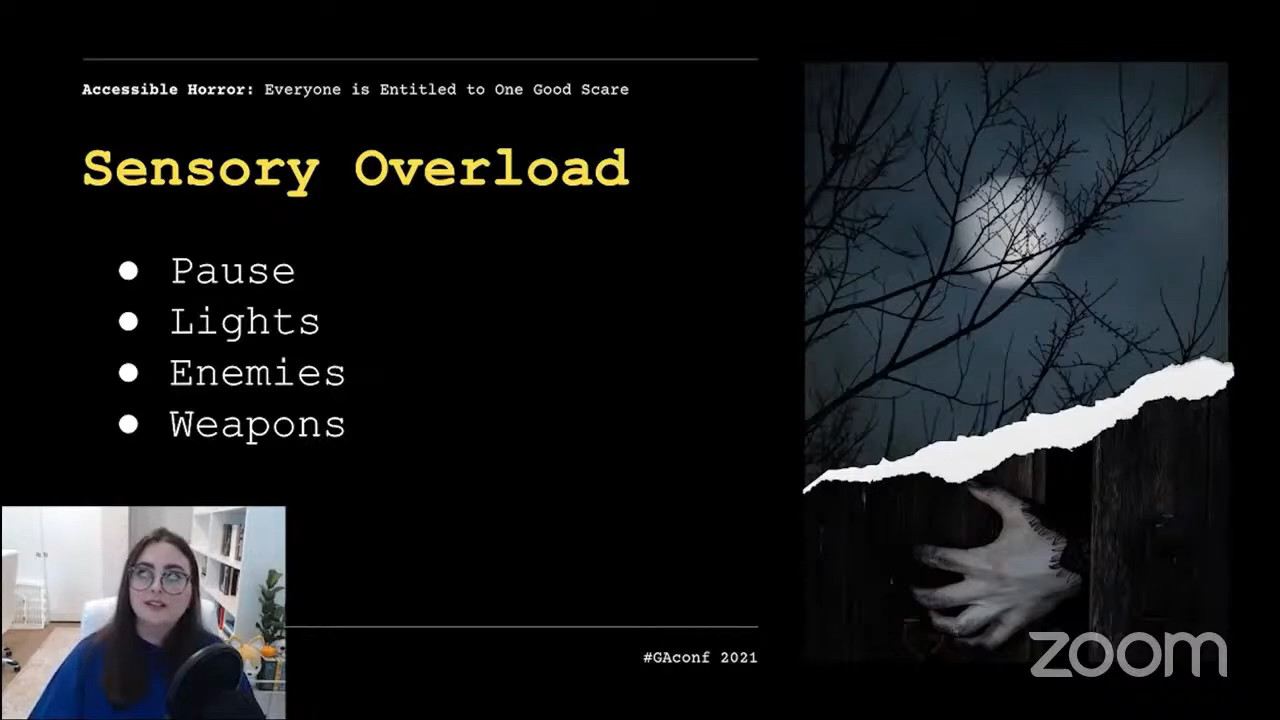 Accessible Horror: Everyone is Entitled to One Good Scare
Sensory Overload
● Pause
● Lights
● Enemies
● Weapons
#GAconf 2021
zoom